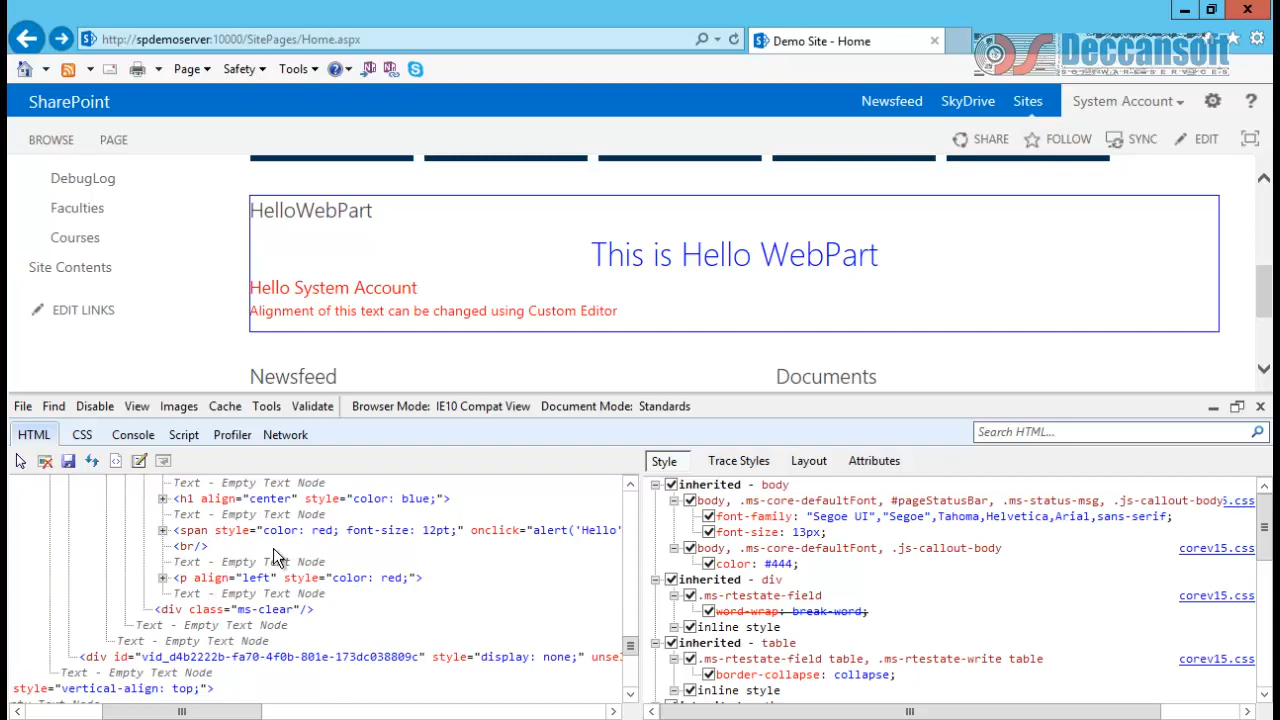 http://spdemoserver:10000/SitePages/Home.aspx
Demo Site - Home
Deccansoft
SOFTWARE SERVICES
Page
Safety
Tools
SharePoint
Newsfeed
SkyDrive
Sites
System Account
BROWSE
PAGE
SHARE
FOLLOW
SYNC
EDIT
DebugLog
Faculties
Courses
Site Contents
EDIT LINKS
HelloWebPart
This is Hello WebPart
Hello System Account
Alignment of this text can be changed using Custom Editor
Newsfeed
Documents
File Find Disable View Images Cache Tools Validate Browser Mode: IE10 Compat View Document Mode: Standards
HTML CSS Console Script Profiler Network
Search HTML...
Text - Empty Text Node
<h1 align="center" style="color: blue;">
Text - Empty Text Node
<span style="color: red; font-size: 12pt;" onclick="alert('Hello'
<br/>
Text - Empty Text Node
<p align="left" style="color: red;">
Text - Empty Text Node
<div class="ms-clear"/>
Text - Empty Text Node
Text - Empty Text Node
<div id="vid_d4b2222b-fa70-4f0b-801e-173dc038809c" style="display: none;" unse
Text - Empty Text Node
style="vertical-align: top;">
Style Trace Styles Layout Attributes
inherited - body
body, .ms-core-defaultFont, #pageStatusBar, .ms-status-msg, .js-callout-body
.css
font-family: "Segoe UI","Segoe",Tahoma,Helvetica,Arial,sans-serif;
font-size: 13px;
body, .ms-core-defaultFont, .js-callout-body
corev15.css
color: #444;
inherited - div
.ms-rtestate-field
corev15.css
word-wrap: break-word;
inline style
inherited - table
.ms-rtestate-field table, .ms-rtestate-write table
corev15.css
border-collapse: collapse;
inline style